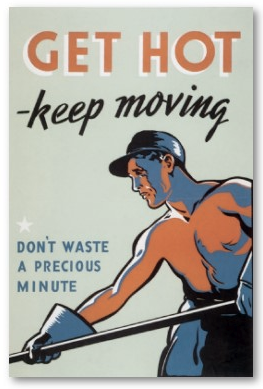 GET HOT
-keep moving
DON'T WASTE
A PRECIOUS
MINUTE